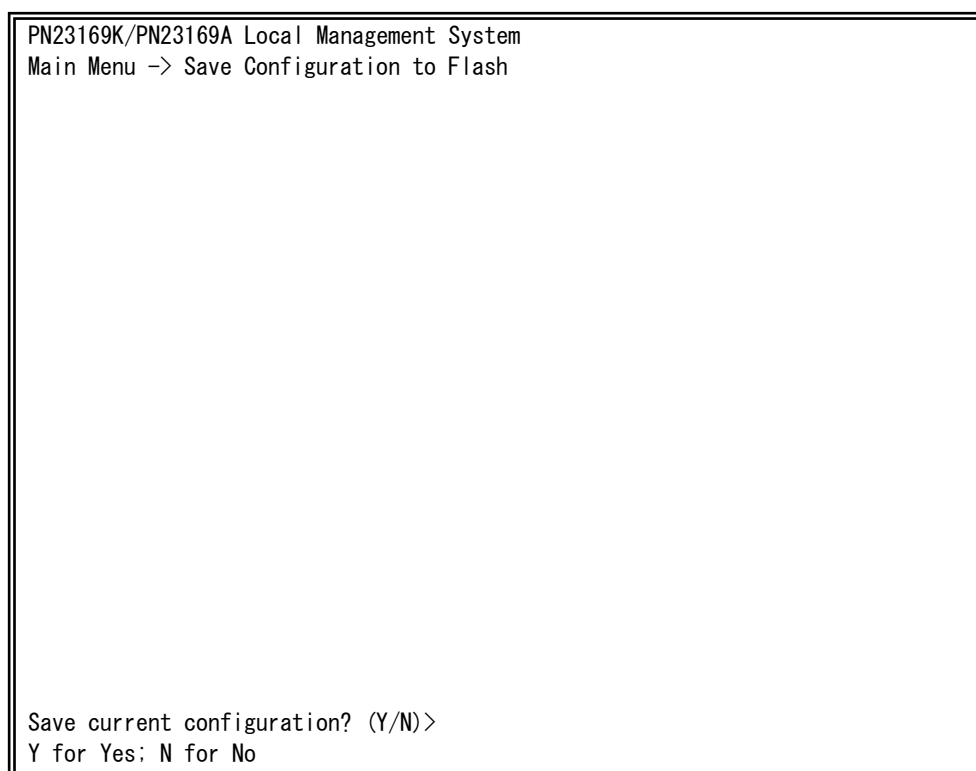 PN23169K/PN23169A Local Management System
Main Menu -> Save Configuration to Flash
Save current configuration? (Y/N)>
Y for Yes; N for No